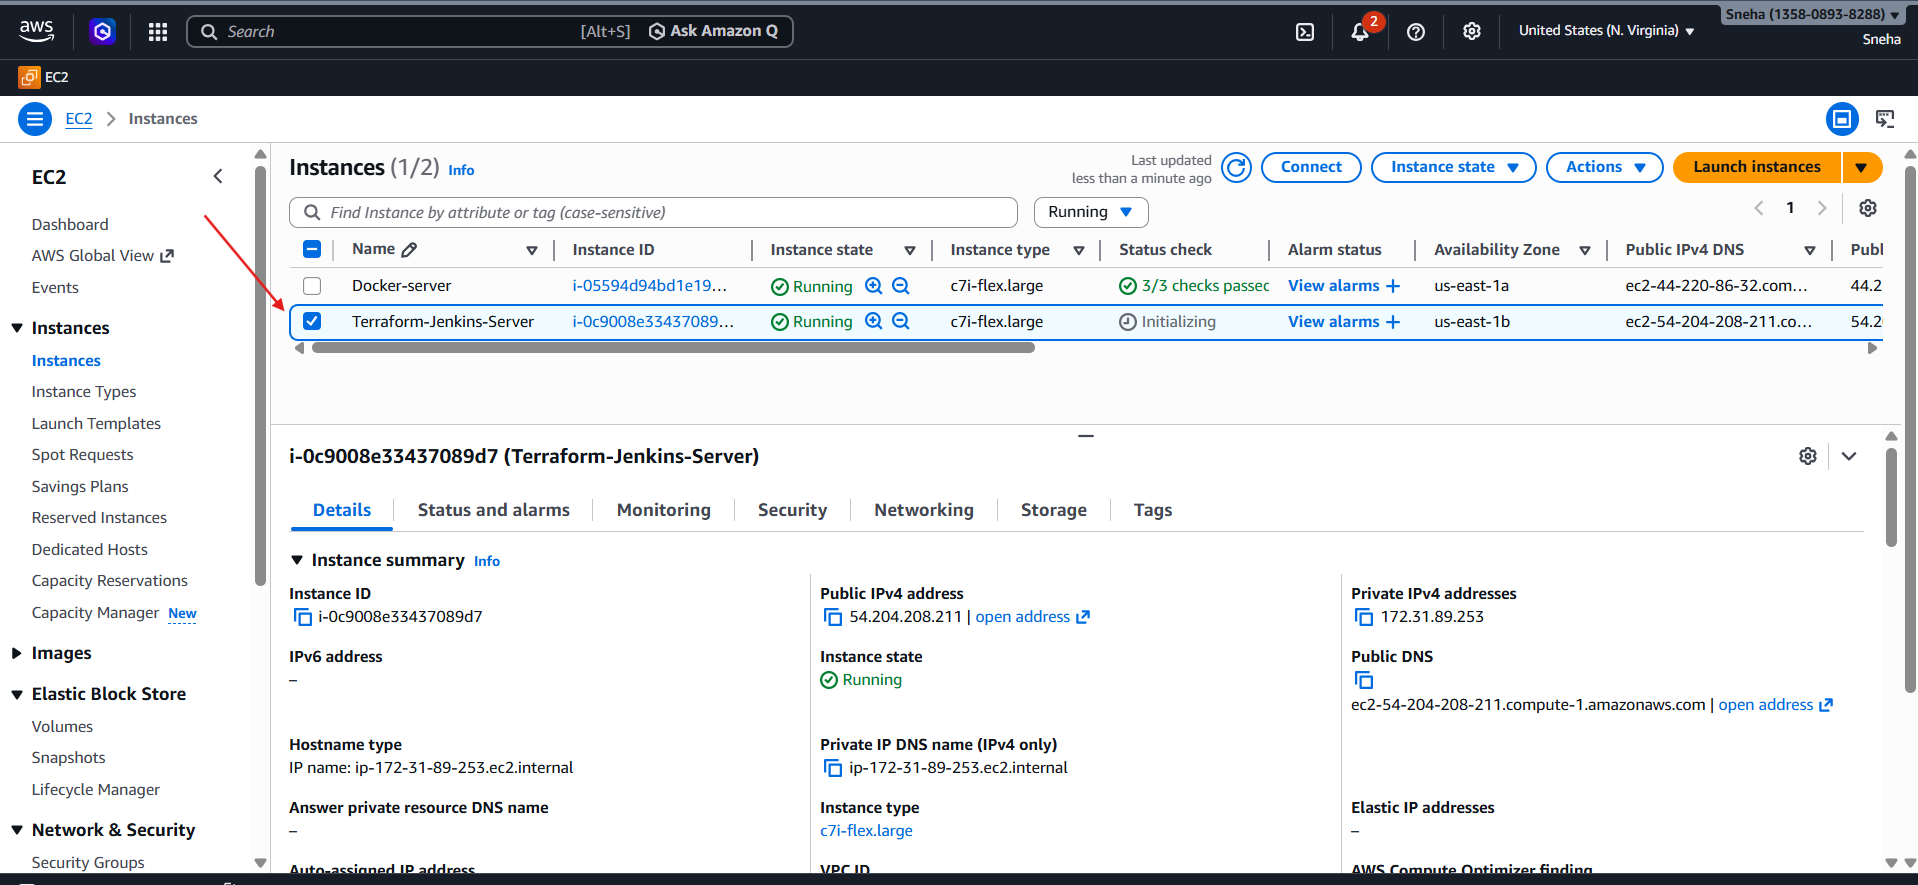 aws
Search [Alt+S] Ask Amazon Q
2
United States (N. Virginia)
Sneha (1358-0893-8288)
Sneha
EC2
EC2 Instances
EC2
Dashboard
AWS Global View
Events
Instances
Instances
Instance Types
Launch Templates
Spot Requests
Savings Plans
Reserved Instances
Dedicated Hosts
Capacity Reservations
Capacity Manager New
Images
Elastic Block Store
Volumes
Snapshots
Lifecycle Manager
Network & Security
Security Groups
Instances (1/2) Info
Last updated
less than a minute ago
Connect
Instance state
Actions
Launch instances
Find Instance by attribute or tag (case-sensitive)
Running
1
Name Instance ID Instance state Instance type Status check Alarm status Availability Zone Public IPv4 DNS Publ
Docker-server i-05594d94bd1e19... Running c7i-flex.large 3/3 checks passec View alarms + us-east-1a ec2-44-220-86-32.com... 44.2
Terraform-Jenkins-Server i-0c9008e33437089... Running c7i-flex.large Initializing View alarms + us-east-1b ec2-54-204-208-211.co... 54.2
i-0c9008e33437089d7 (Terraform-Jenkins-Server)
Details Status and alarms Monitoring Security Networking Storage Tags
Instance summary Info
Instance ID
i-0c9008e33437089d7
Public IPv4 address
54.204.208.211 | open address
Private IPv4 addresses
172.31.89.253
IPv6 address
–
Instance state
Running
Public DNS
ec2-54-204-208-211.compute-1.amazonaws.com | open address
Hostname type
IP name: ip-172-31-89-253.ec2.internal
Private IP DNS name (IPv4 only)
ip-172-31-89-253.ec2.internal
Answer private resource DNS name
–
Instance type
c7i-flex.large
Elastic IP addresses
–
Auto-assigned IP address
VPC ID
AWS Compute Optimizer finding